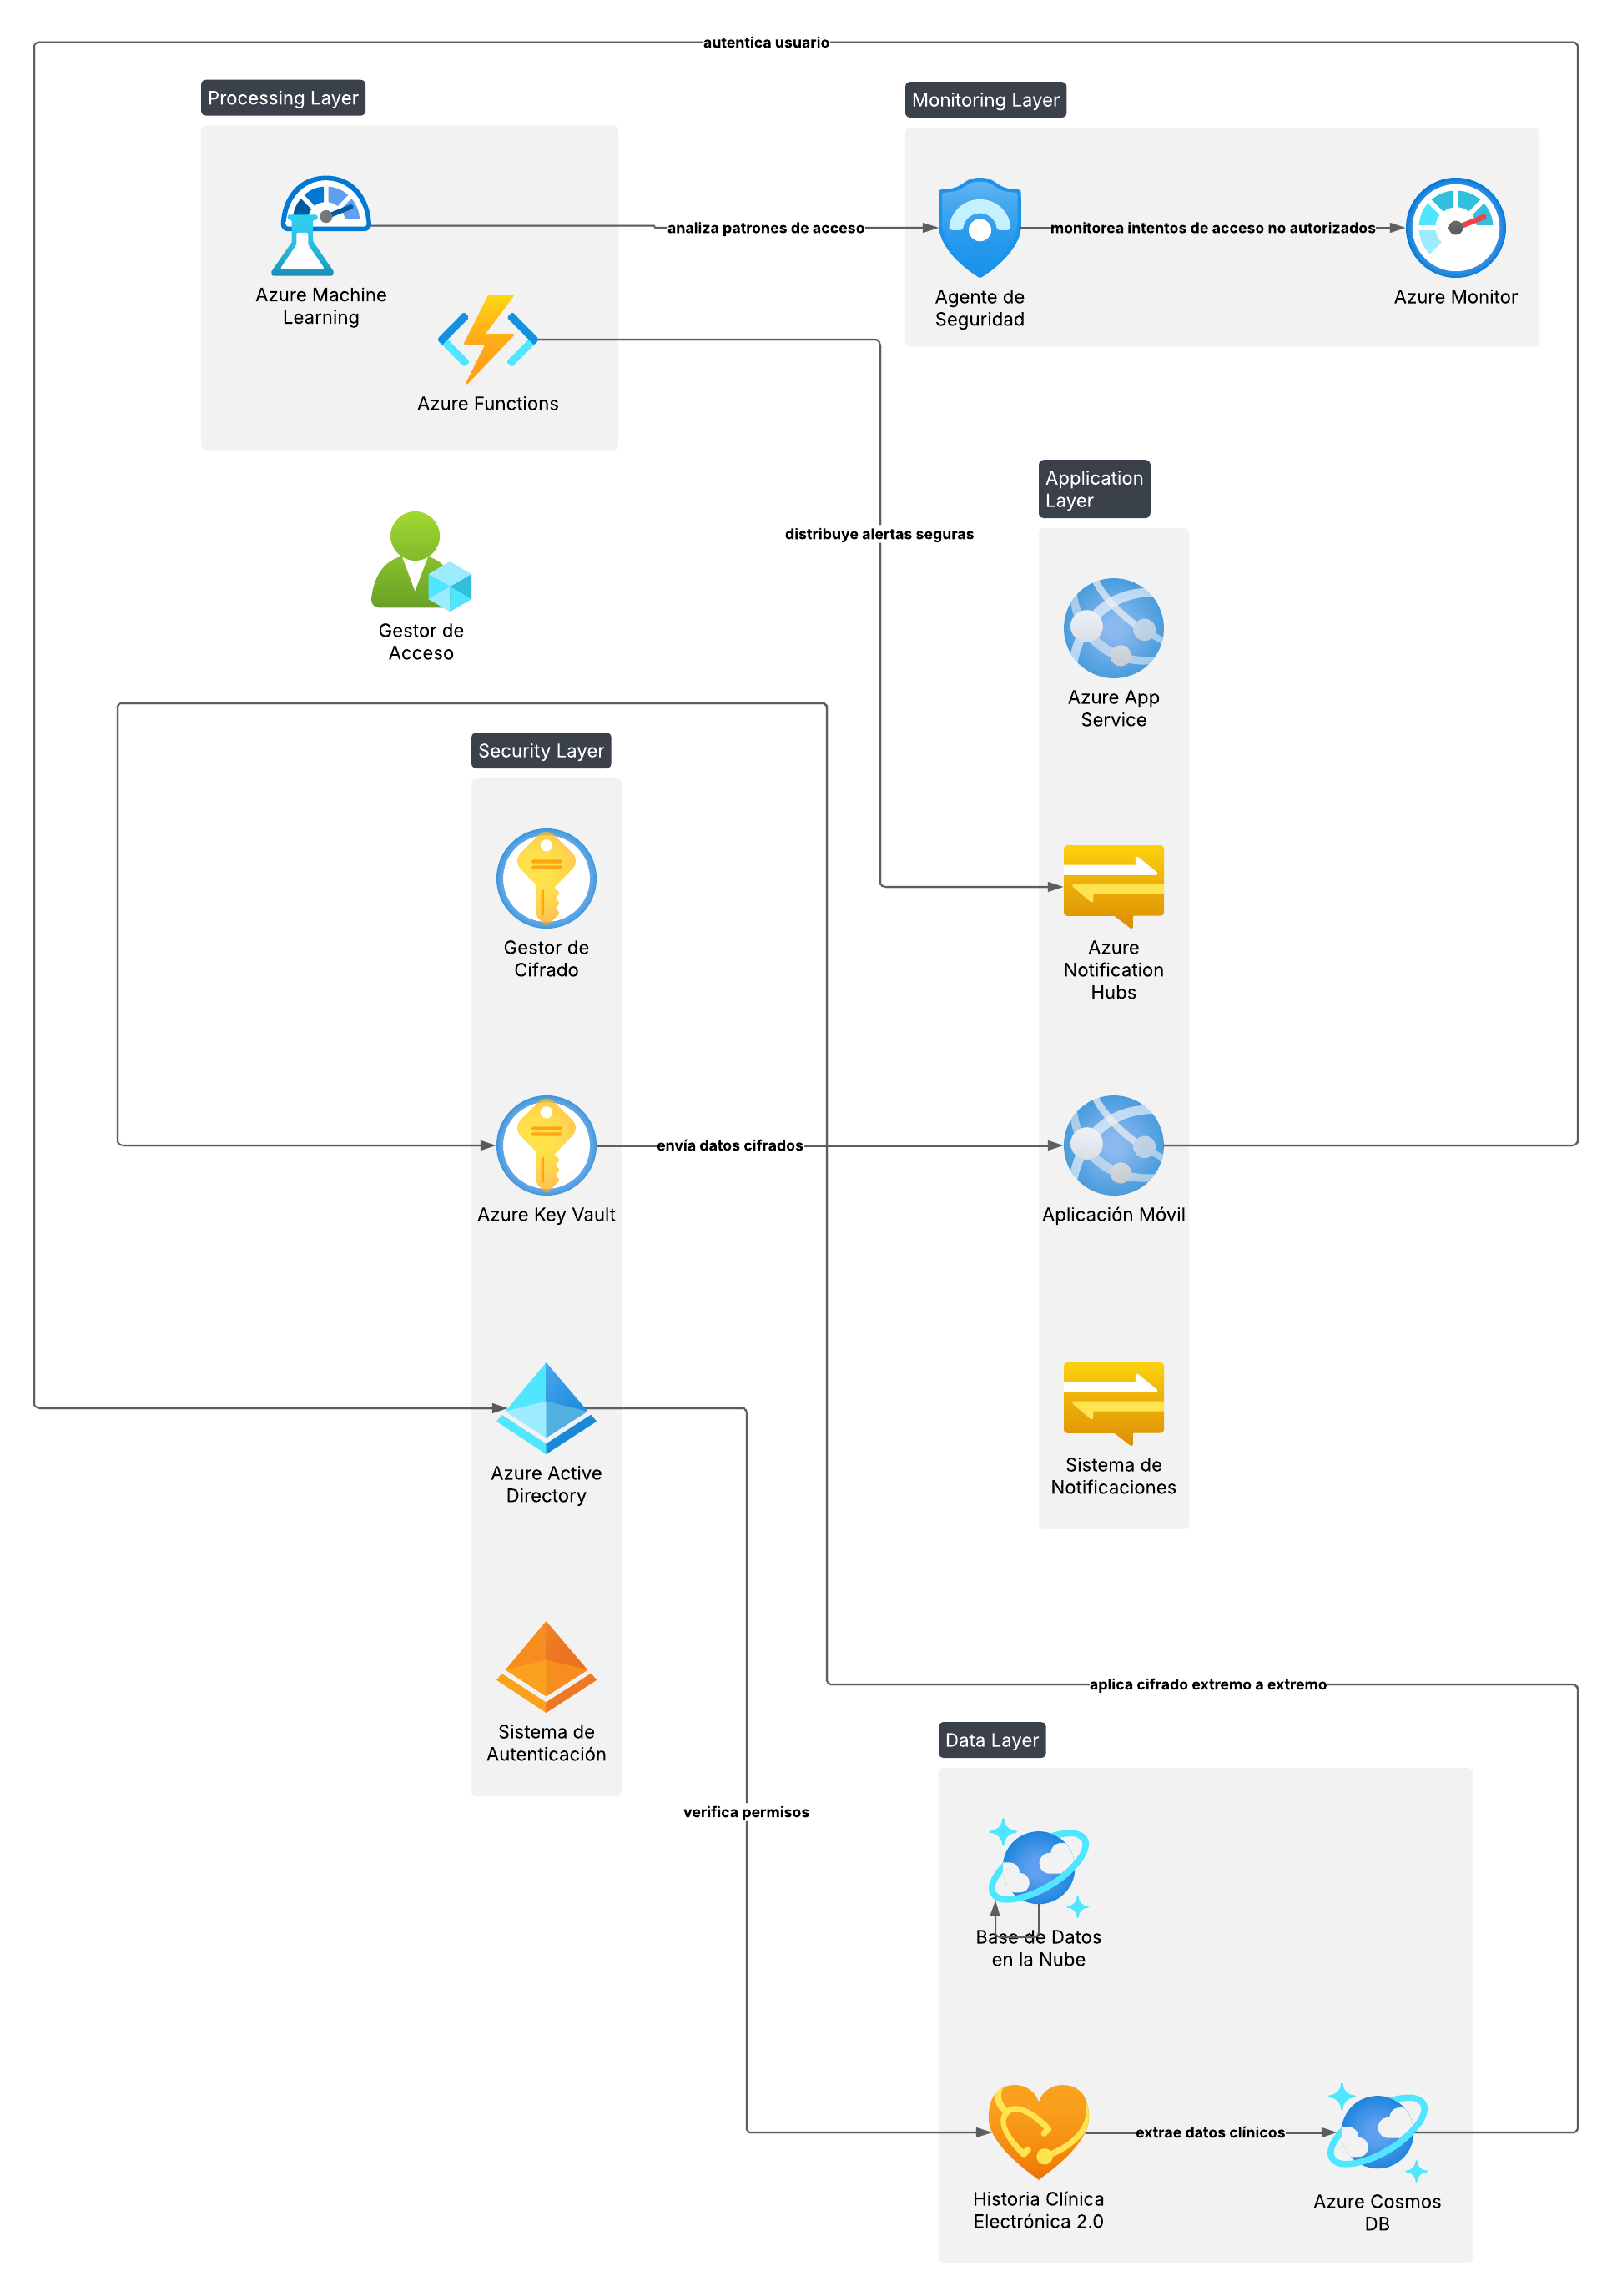 autentica usuario
Processing Layer
Monitoring Layer
analiza patrones de acceso
monitorea intentos de acceso no autorizados
Azure Machine
Learning
Agente de
Seguridad
Azure Monitor
Azure Functions
Application
Layer
distribuye alertas seguras
Gestor de
Acceso
Azure App
Service
Security Layer
Gestor de
Cifrado
Azure
Notification
Hubs
envía datos cifrados
Azure Key Vault
Aplicación Móvil
Azure Active
Directory
Sistema de
Notificaciones
Sistema de
Autenticación
aplica cifrado extremo a extremo
Data Layer
verifica permisos
Base de Datos
en la Nube
extrae datos clínicos
Historia Clínica
Electrónica 2.0
Azure Cosmos
DB